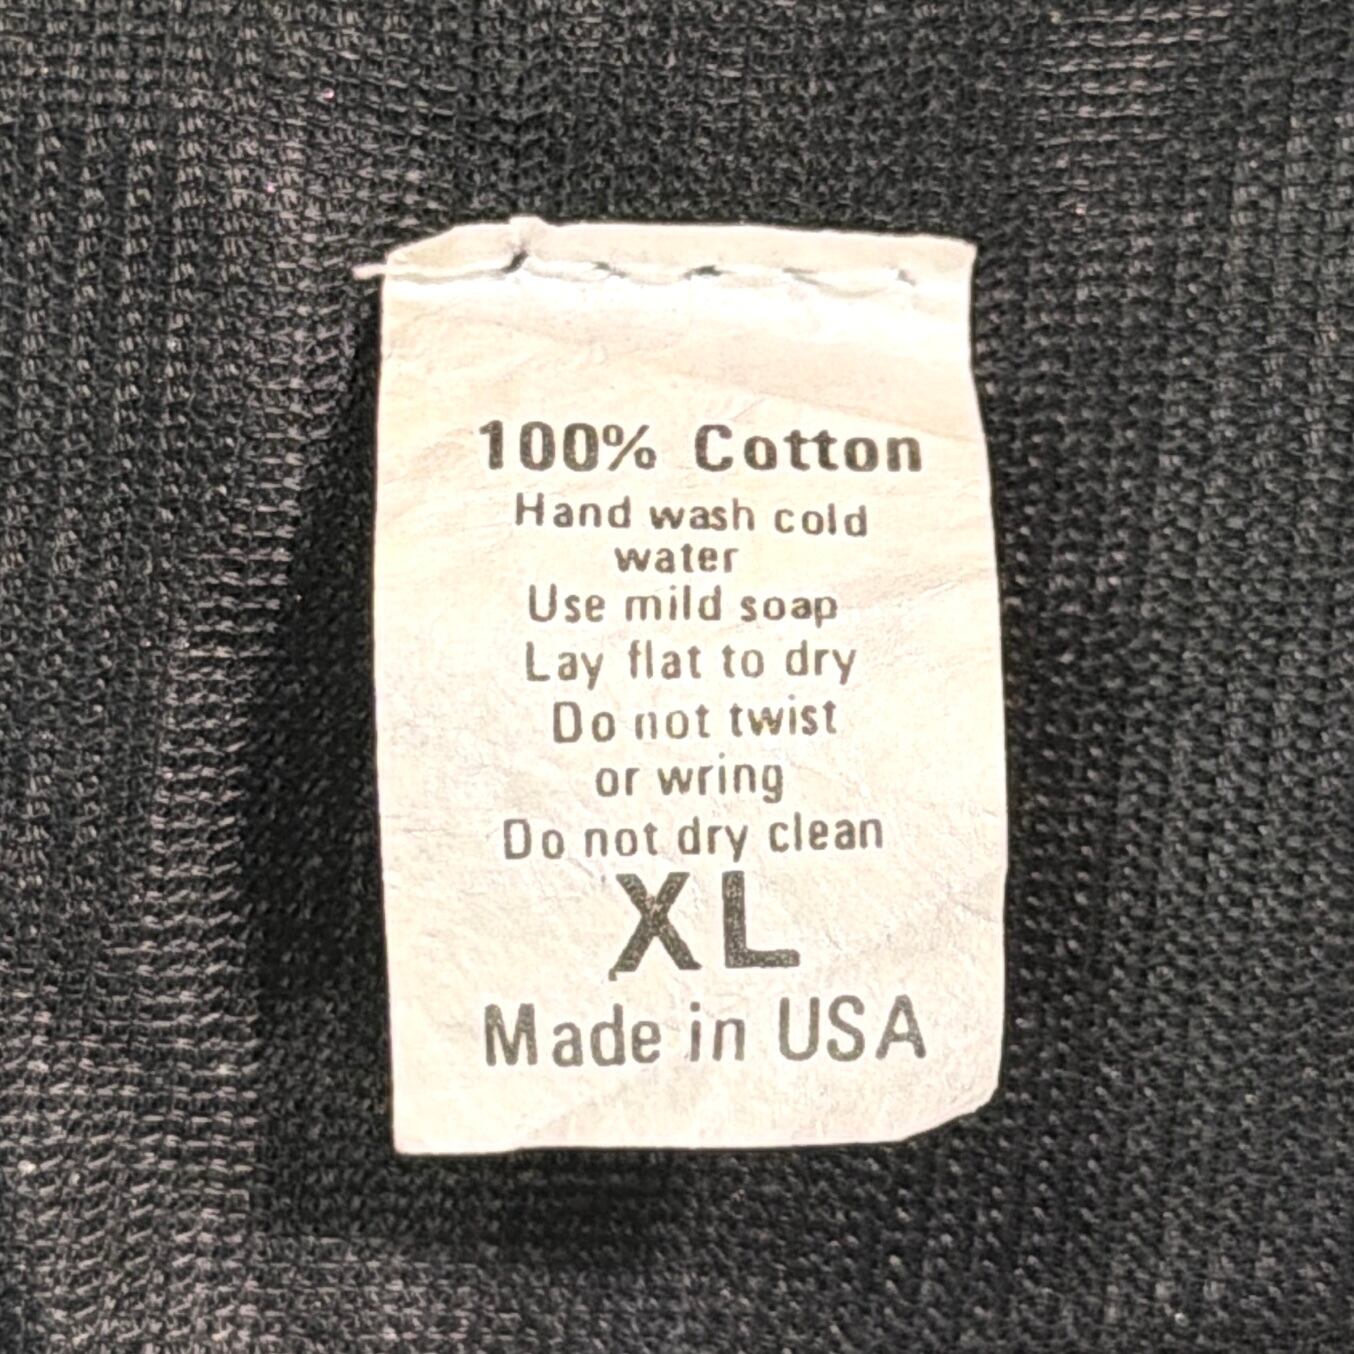 100% Cotton
Hand wash cold
water
Use mild soap
Lay flat to dry
Do not twist
or wring
Do not dry clean
XL
Made in USA